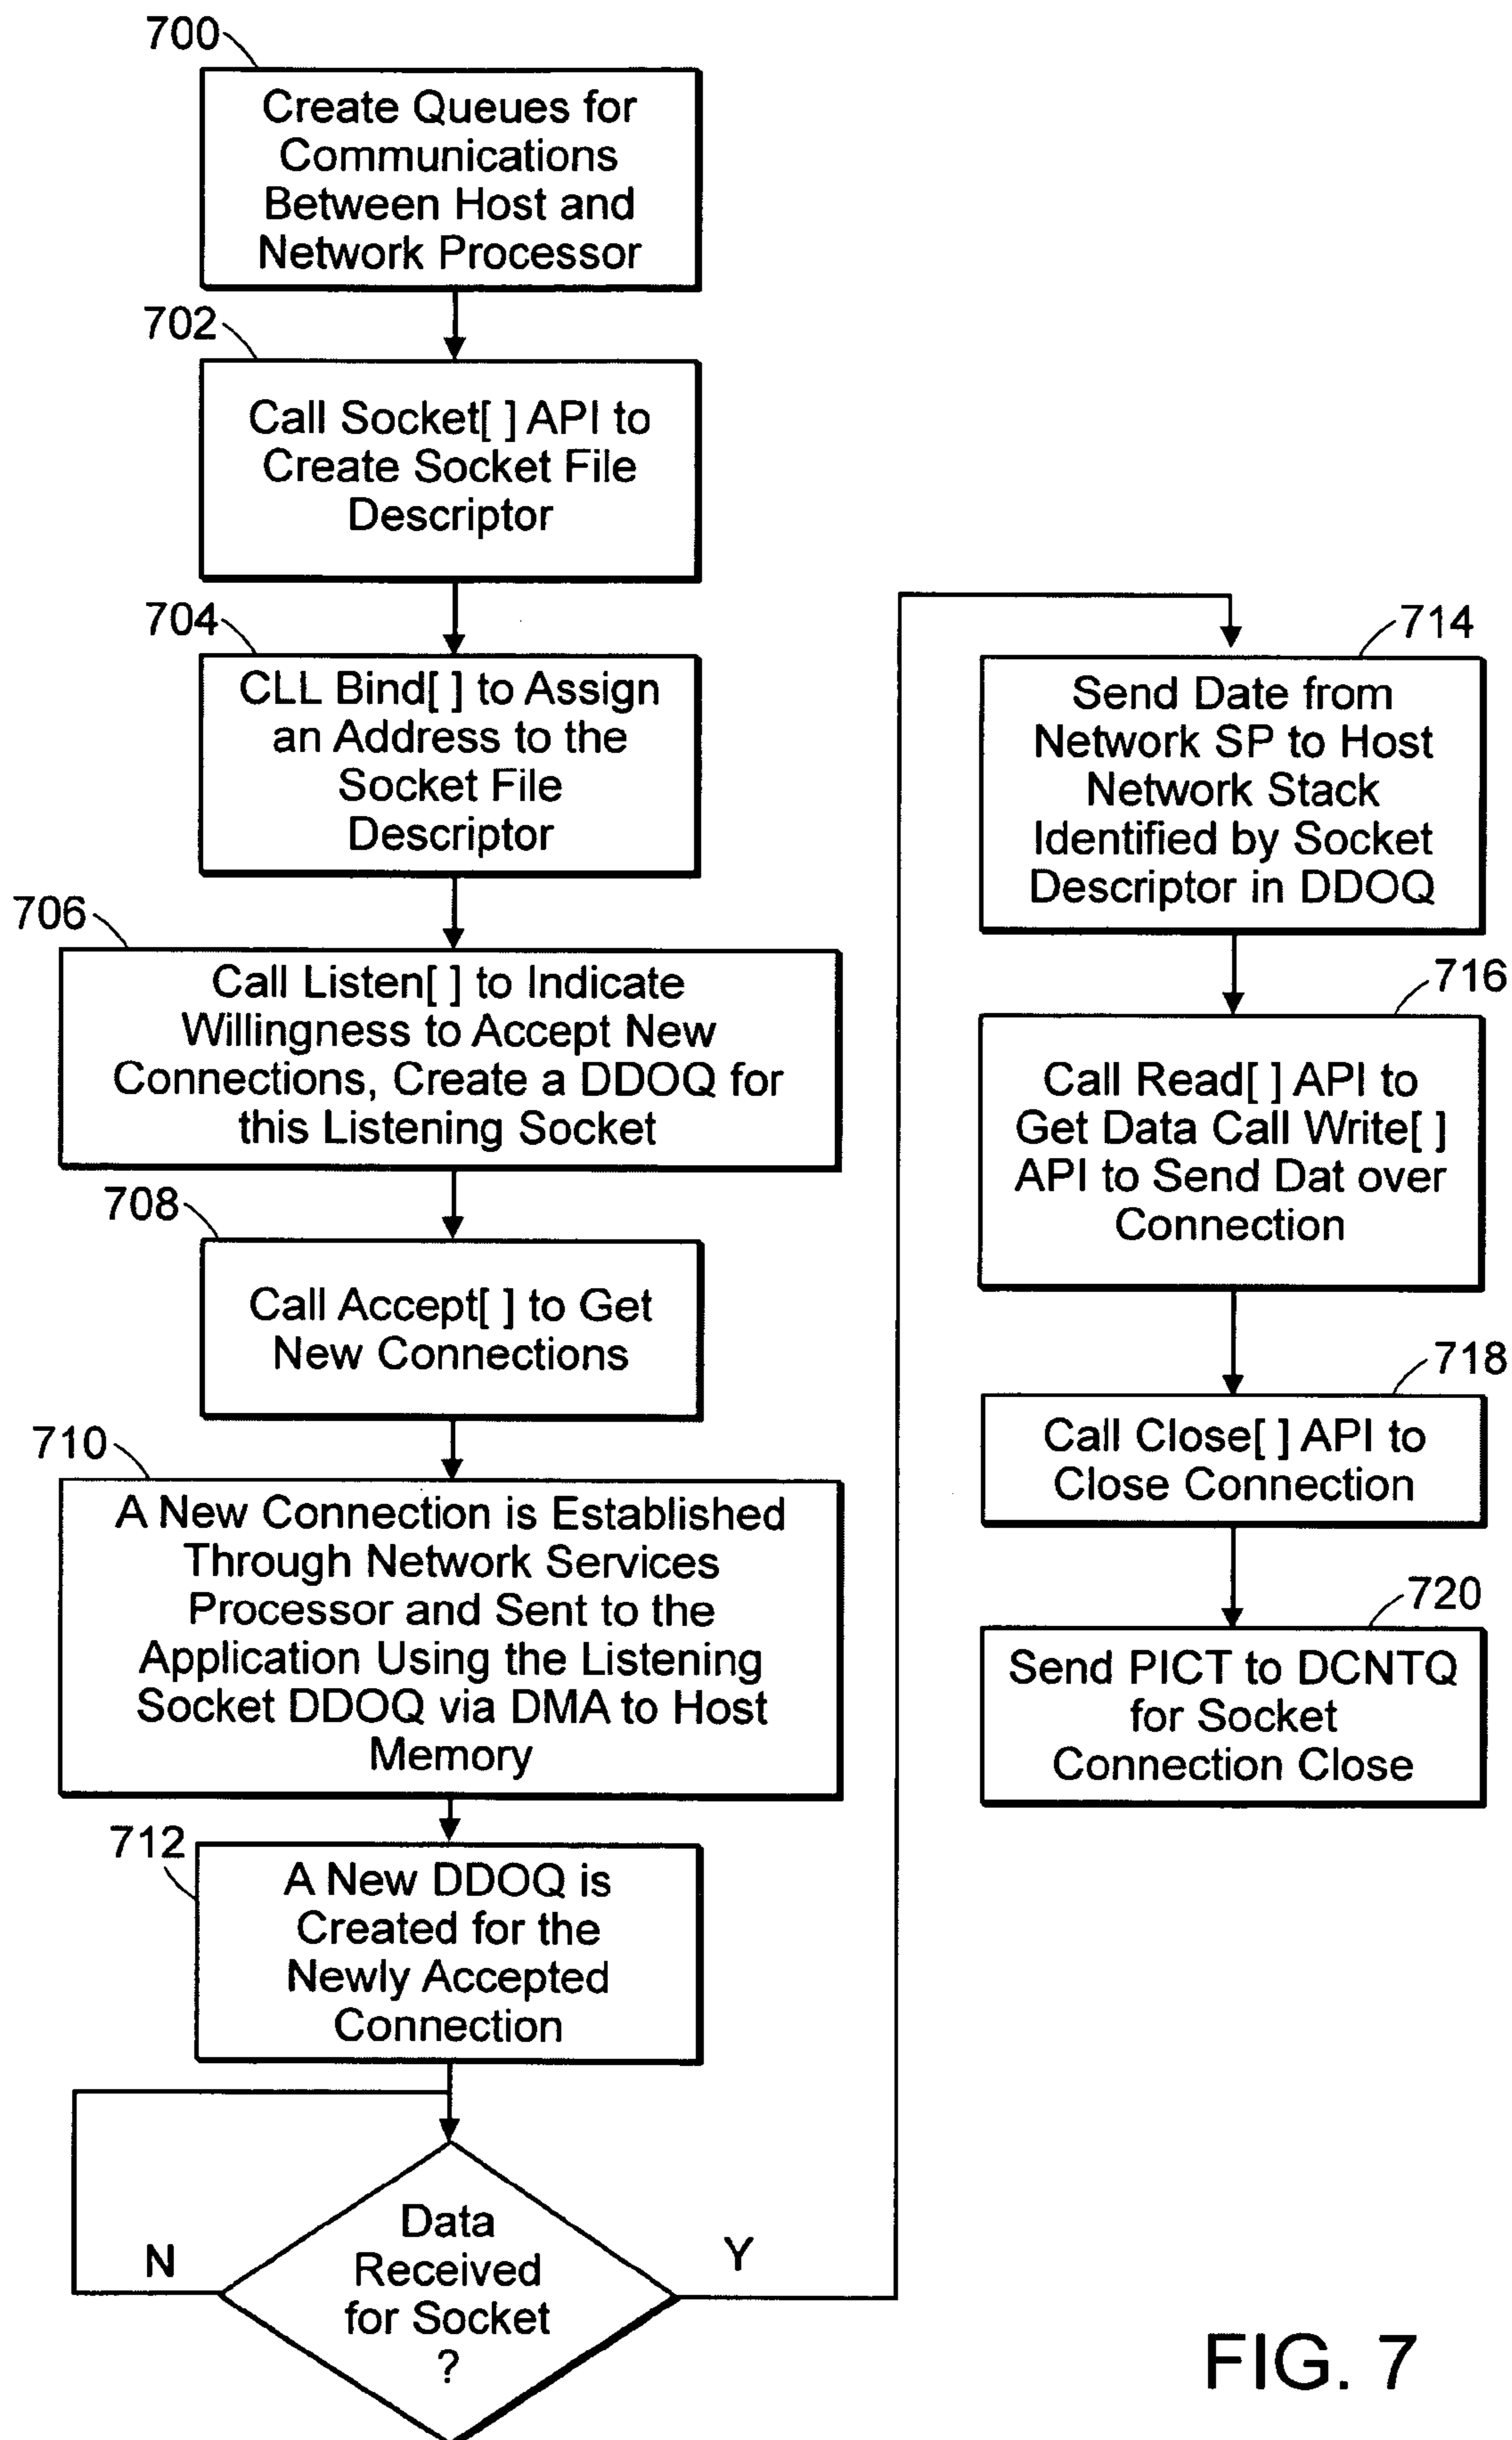 700
Create Queues for
Communications
Between Host and
Network Processor
702
Call Socket[ ] API to
Create Socket File
Descriptor
704
CLL Bind[ ] to Assign
an Address to the
Socket File
Descriptor
706
Call Listen[ ] to Indicate
Willingness to Accept New
Connections, Create a DDOQ for
this Listening Socket
708
Call Accept[ ] to Get
New Connections
710
A New Connection is Established
Through Network Services
Processor and Sent to the
Application Using the Listening
Socket DDOQ via DMA to Host
Memory
712
A New DDOQ is
Created for the
Newly Accepted
Connection
Data
Received
for Socket
?
N
Y
714
Send Date from
Network SP to Host
Network Stack
Identified by Socket
Descriptor in DDOQ
716
Call Read[ ] API to
Get Data Call Write[ ]
API to Send Dat over
Connection
718
Call Close[ ] API to
Close Connection
720
Send PICT to DCNTQ
for Socket
Connection Close
FIG. 7